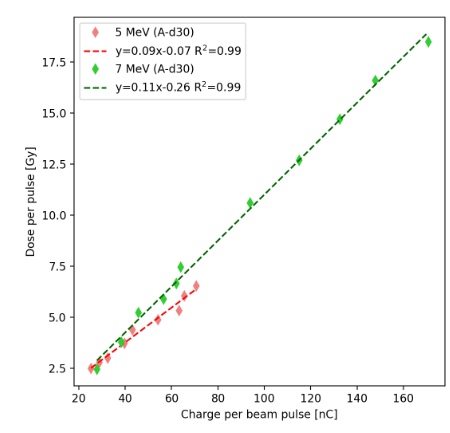 5 MeV (A-d30)
y=0.09x-0.07 R²=0.99
7 MeV (A-d30)
y=0.11x-0.26 R²=0.99
Dose per pulse [Gy]
17.5
15.0
12.5
10.0
7.5
5.0
2.5
20 40 60 80 100 120 140 160
Charge per beam pulse [nC]